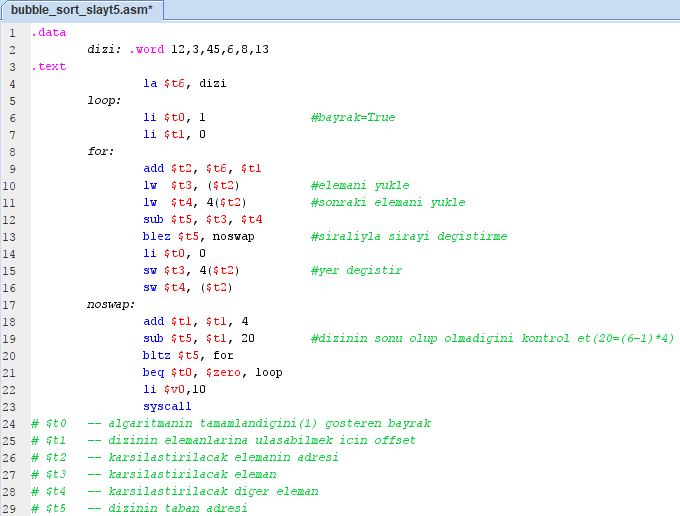 bubble_sort_slayt5.asm*
1 .data
2 dizi: .word 12,3,45,6,8,13
3 .text
4 la $t6, dizi
5 loop:
6 li $t0, 1 #bayrak=True
7 li $t1, 0
8 for:
9 add $t2, $t6, $t1
10 lw $t3, ($t2) #elemani yukle
11 lw $t4, 4($t2) #sonraki elemani yukle
12 sub $t5, $t3, $t4
13 blez $t5, noswap #siraliyla sirayi degistirme
14 li $t0, 0
15 sw $t3, 4($t2) #yer degistir
16 sw $t4, ($t2)
17 noswap:
18 add $t1, $t1, 4
19 sub $t5, $t1, 20 #dizinin sonu olup olmadigini kontrol et(20=(6-1)*4)
20 bltz $t5, for
21 beq $t0, $zero, loop
22 li $v0,10
23 syscall
24 # $t0 -- algaritmanin tamamlandigini(1) gosteren bayrak
25 # $t1 -- dizinin elemanlarina ulasabilmek icin offset
26 # $t2 -- karsilastirilacak elemanin adresi
27 # $t3 -- karsilastirilacak eleman
28 # $t4 -- karsilastirilacak diger eleman
29 # $t5 -- dizinin taban adresi